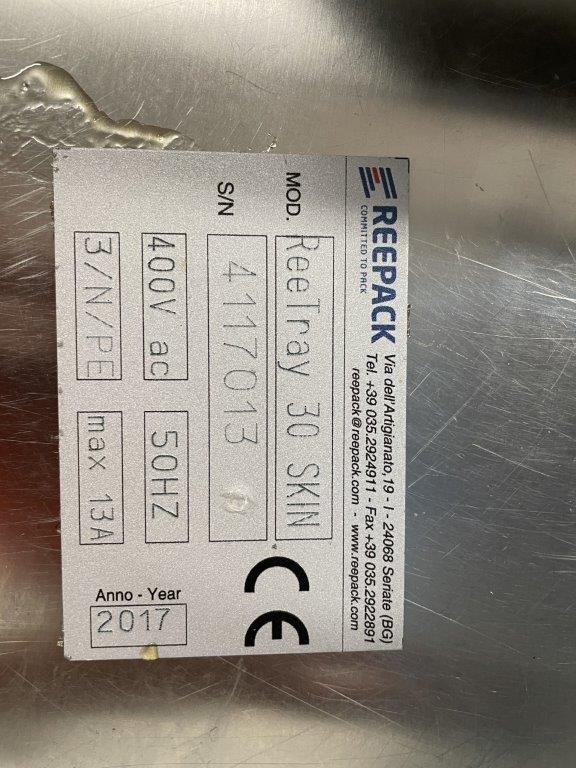 REEPACK
COMMITTED TO PACK
Via dell'Artigianato,19 - I - 24068 Seriate (BG)
Tel. +39 035.2924911 - Fax +39 035.2922891
reepack@reepack.com - www.reepack.com
MOD. ReeTray 30 SKIN
S/N 4117013
CE
400V ac 50HZ
3/N/PE max 13A
Anno - Year
2017